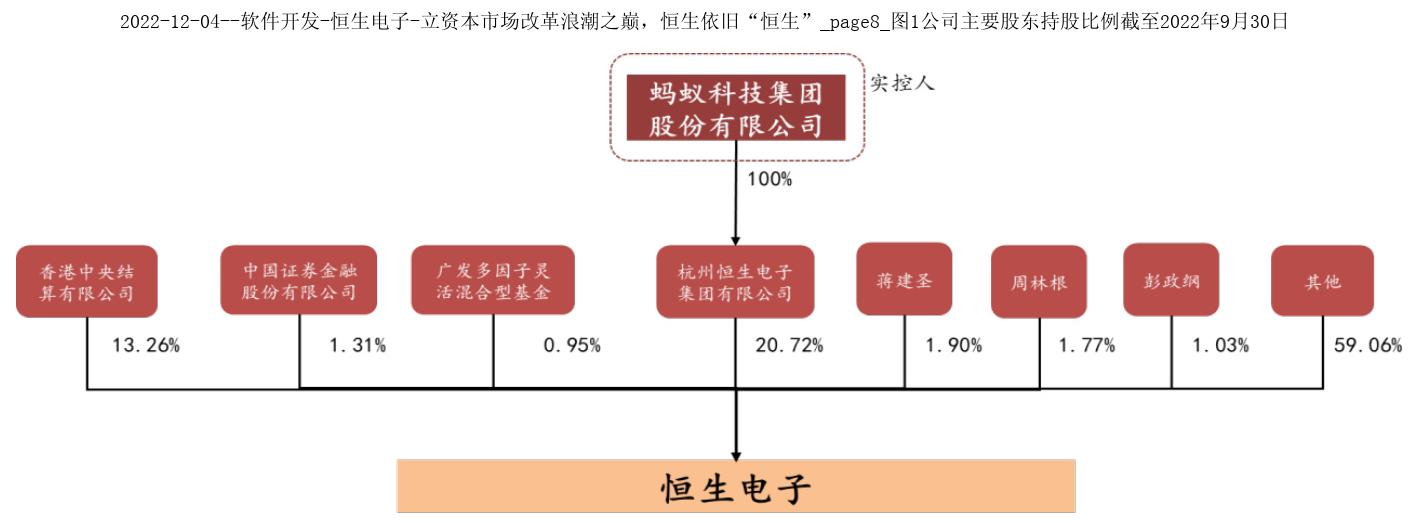 2022-12-04--软件开发-恒生电子-立资本市场改革浪潮之巅，恒生依旧“恒生”_page8_图1公司主要股东持股比例截至2022年9月30日
蚂蚁科技集团
股份有限公司
实控人
100%
香港中央结
算有限公司
中国证券金融
股份有限公司
广发多因子灵
活混合型基金
杭州恒生电子
集团有限公司
蒋建圣
周林根
彭政纲
其他
13.26%
1.31%
0.95%
20.72%
1.90%
1.77%
1.03%
59.06%
恒生电子